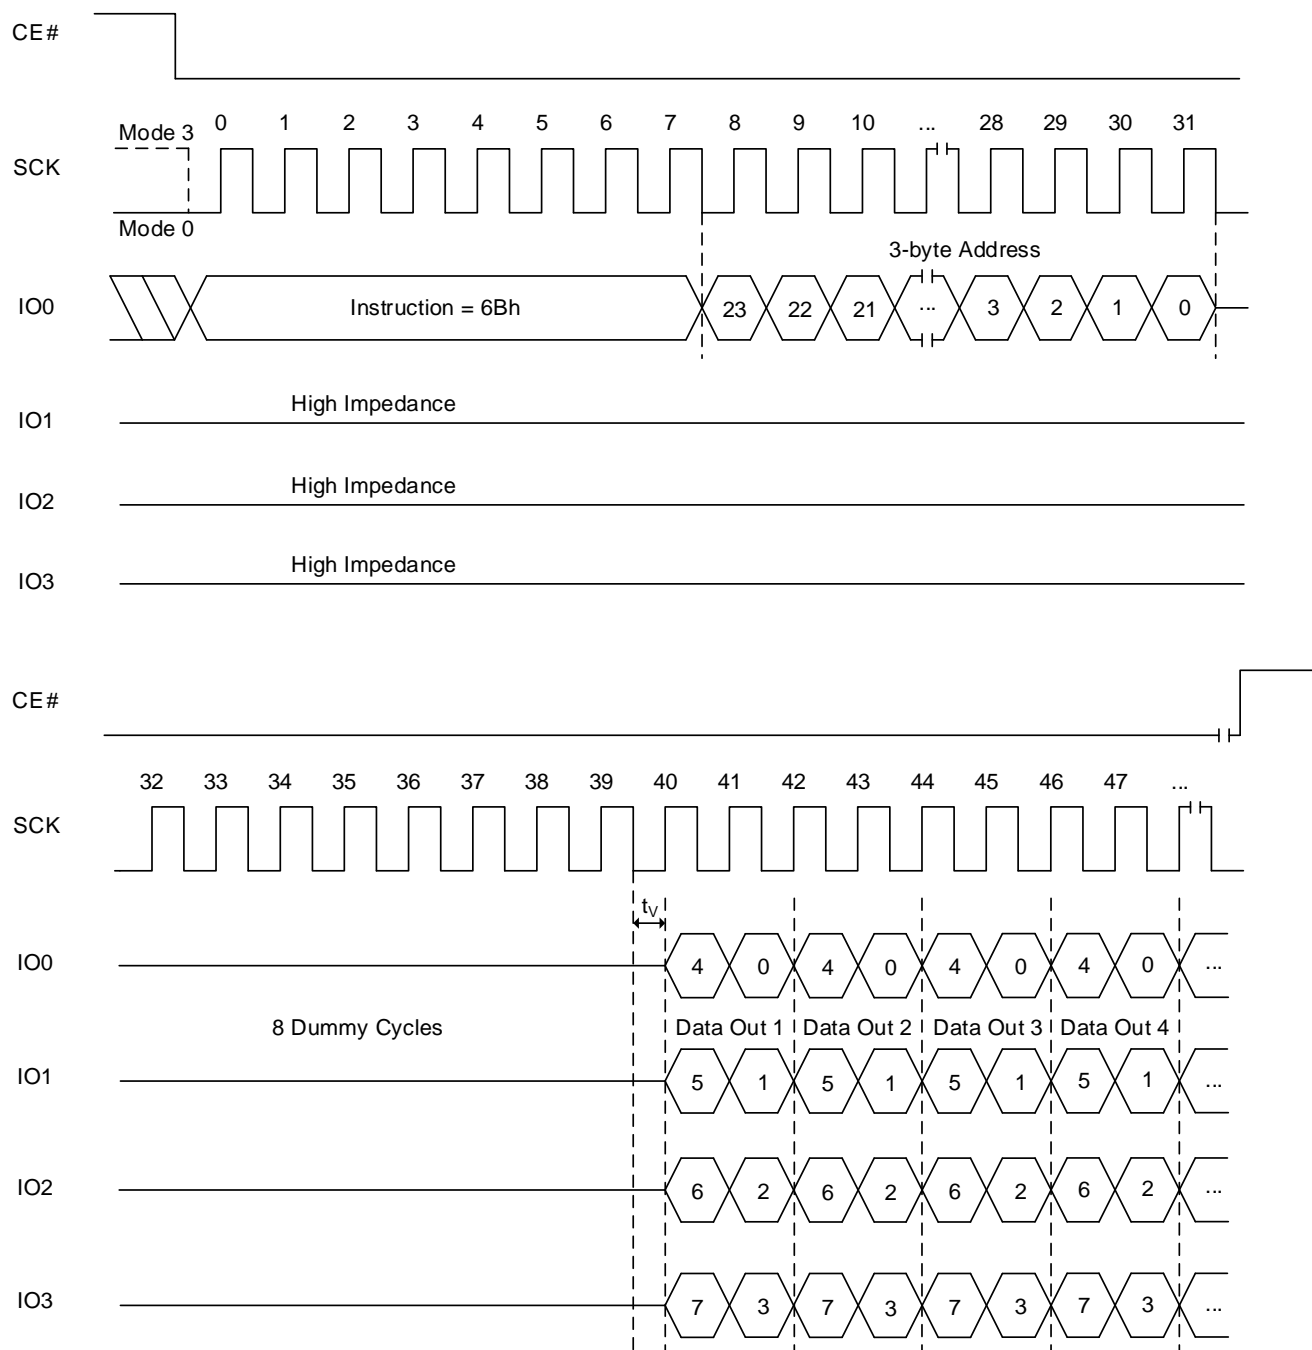 CE#
Mode 3 0 1 2 3 4 5 6 7 8 9 10 ... 28 29 30 31
SCK
Mode 0
3-byte Address
IO0 Instruction = 6Bh 23 22 21 ... 3 2 1 0
High Impedance
IO1
High Impedance
IO2
High Impedance
IO3
CE#
32 33 34 35 36 37 38 39 40 41 42 43 44 45 46 47 ...
SCK
tV
IO0 4 0 4 0 4 0 4 0 ...
8 Dummy Cycles Data Out 1 Data Out 2 Data Out 3 Data Out 4
IO1 5 1 5 1 5 1 5 1 ...
IO2 6 2 6 2 6 2 6 2 ...
IO3 7 3 7 3 7 3 7 3 ...